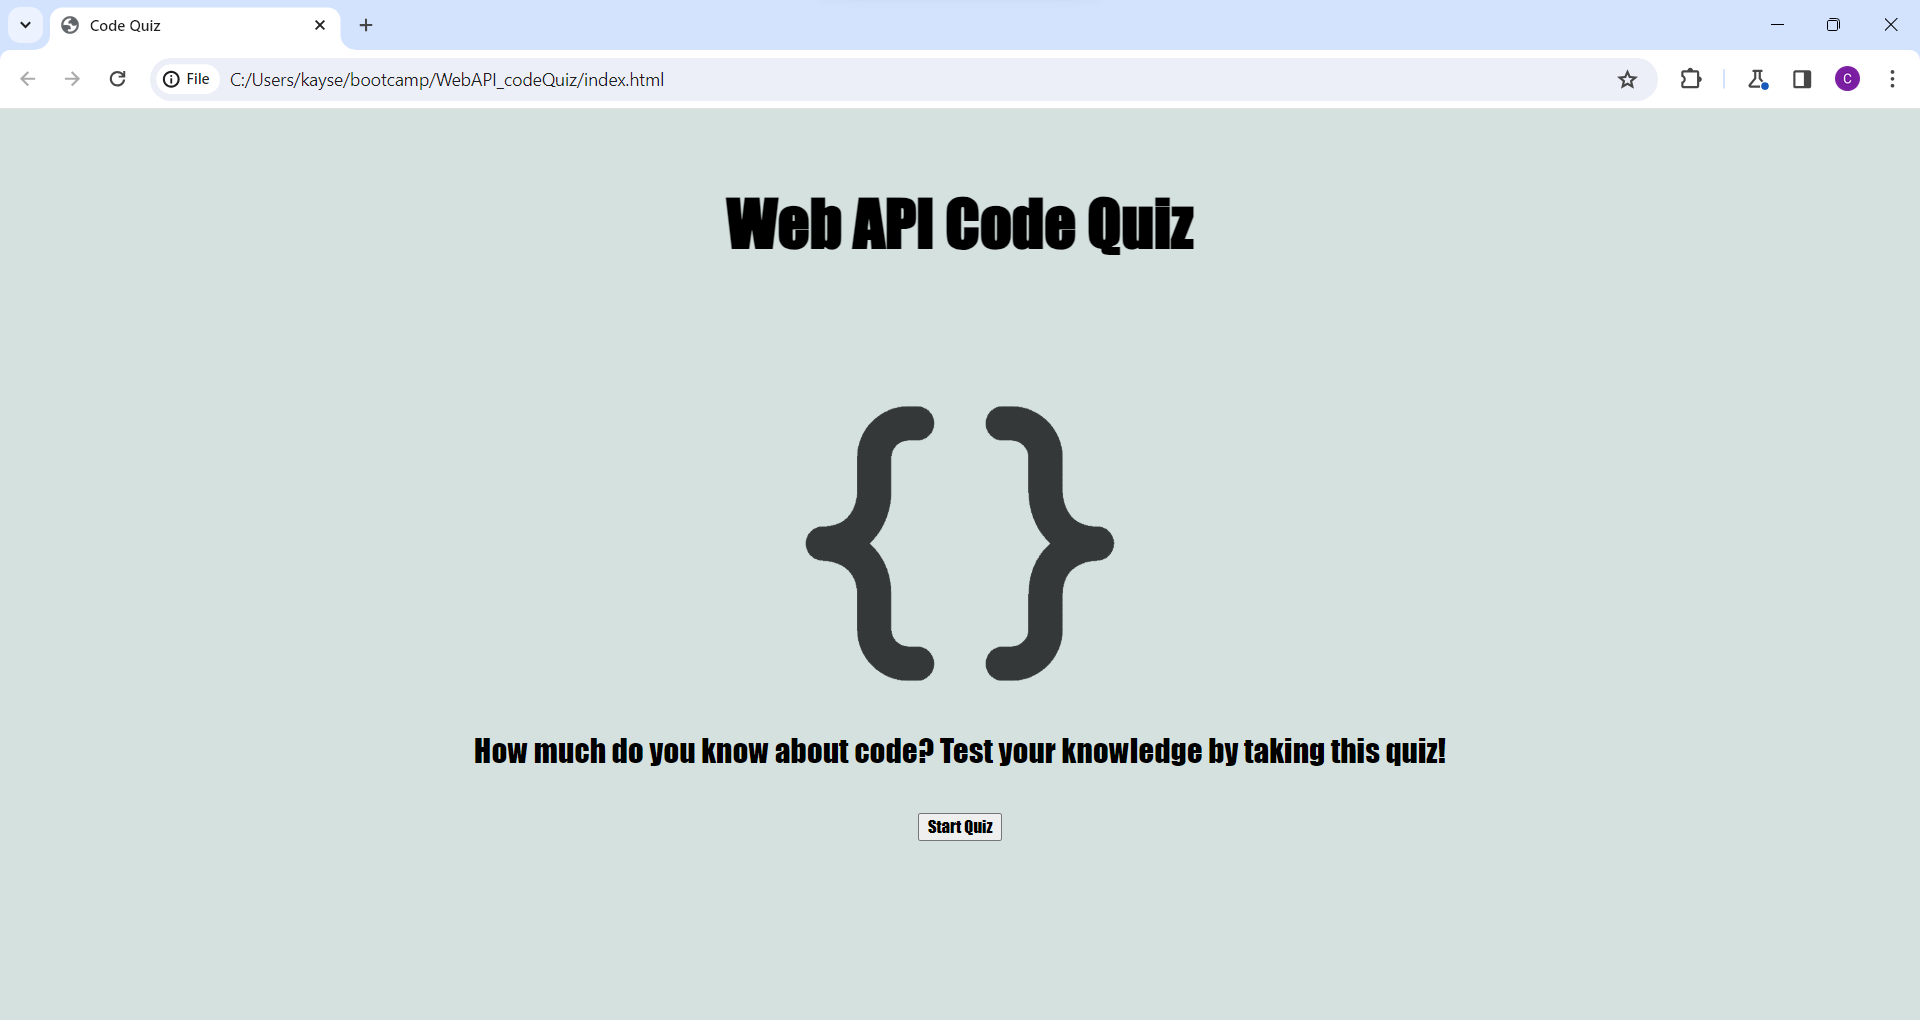 Code Quiz
File
C:/Users/kayse/bootcamp/WebAPI_codeQuiz/index.html
C
Web API Code Quiz
{ }
How much do you know about code? Test your knowledge by taking this quiz!
Start Quiz